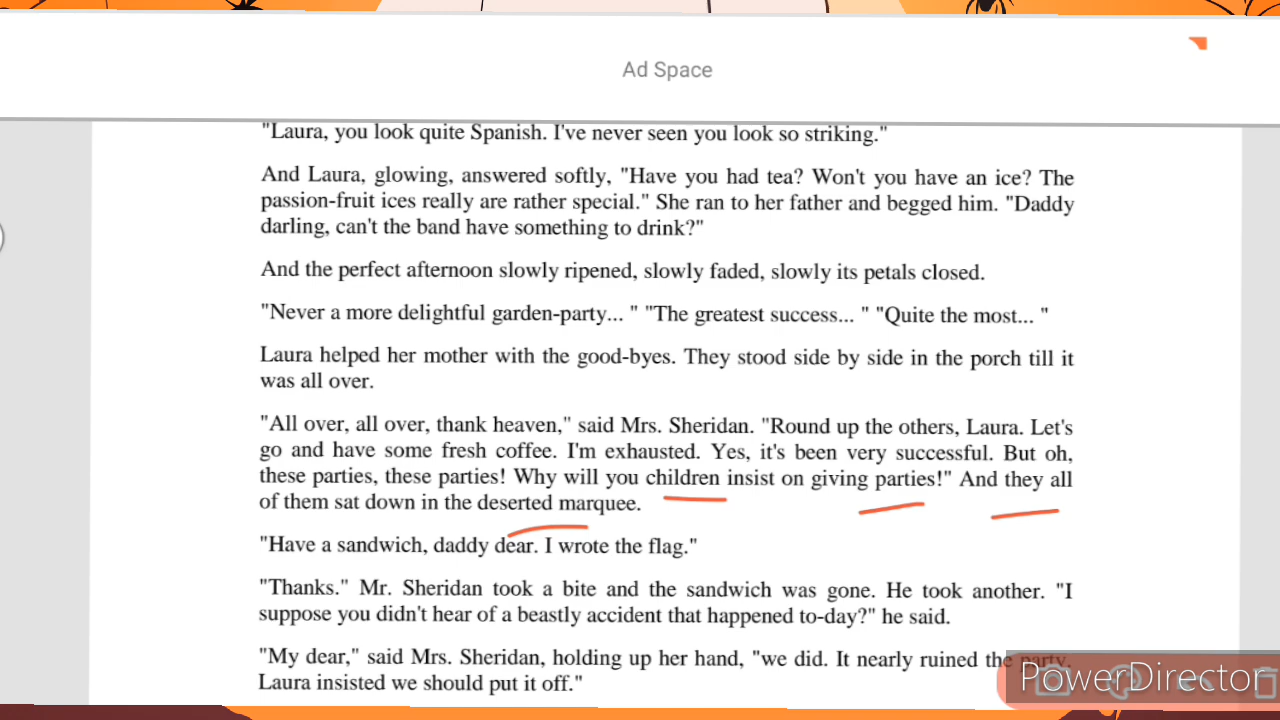 Ad Space
"Laura, you look quite Spanish. I've never seen you look so striking."
And Laura, glowing, answered softly, "Have you had tea? Won't you have an ice? The
passion-fruit ices really are rather special." She ran to her father and begged him. "Daddy
darling, can't the band have something to drink?"
And the perfect afternoon slowly ripened, slowly faded, slowly its petals closed.
"Never a more delightful garden-party... " "The greatest success... " "Quite the most... "
Laura helped her mother with the good-byes. They stood side by side in the porch till it
was all over.
"All over, all over, thank heaven," said Mrs. Sheridan. "Round up the others, Laura. Let's
go and have some fresh coffee. I'm exhausted. Yes, it's been very successful. But oh,
these parties, these parties! Why will you children insist on giving parties!" And they all
of them sat down in the deserted marquee.
"Have a sandwich, daddy dear. I wrote the flag."
"Thanks." Mr. Sheridan took a bite and the sandwich was gone. He took another. "I
suppose you didn't hear of a beastly accident that happened to-day?" he said.
"My dear," said Mrs. Sheridan, holding up her hand, "we did. It nearly ruined the party.
Laura insisted we should put it off."
PowerDirector